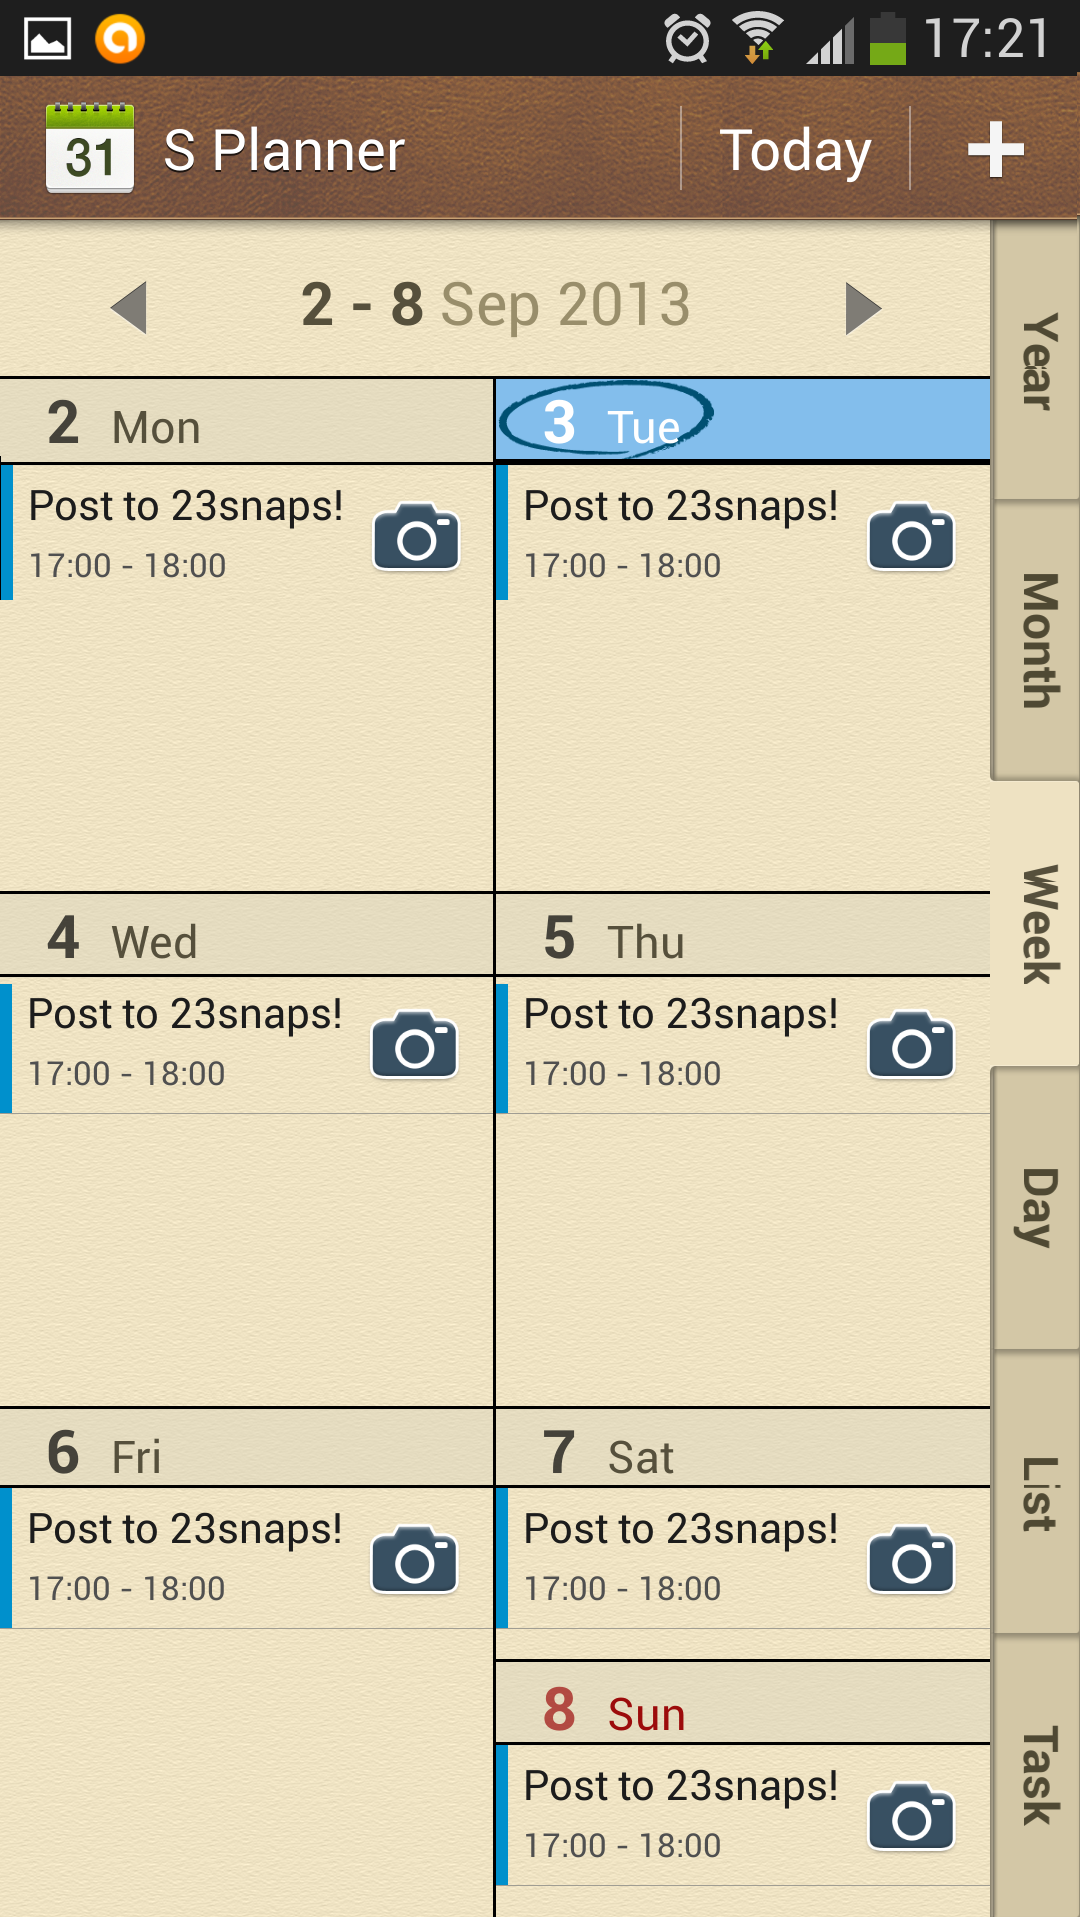 17:21
31 S Planner Today
2 - 8 Sep 2013
2 Mon
Post to 23snaps!
17:00 - 18:00
3 Tue
Post to 23snaps!
17:00 - 18:00
4 Wed
Post to 23snaps!
17:00 - 18:00
5 Thu
Post to 23snaps!
17:00 - 18:00
6 Fri
Post to 23snaps!
17:00 - 18:00
7 Sat
Post to 23snaps!
17:00 - 18:00
8 Sun
Post to 23snaps!
17:00 - 18:00
Year
Month
Week
Day
List
Task